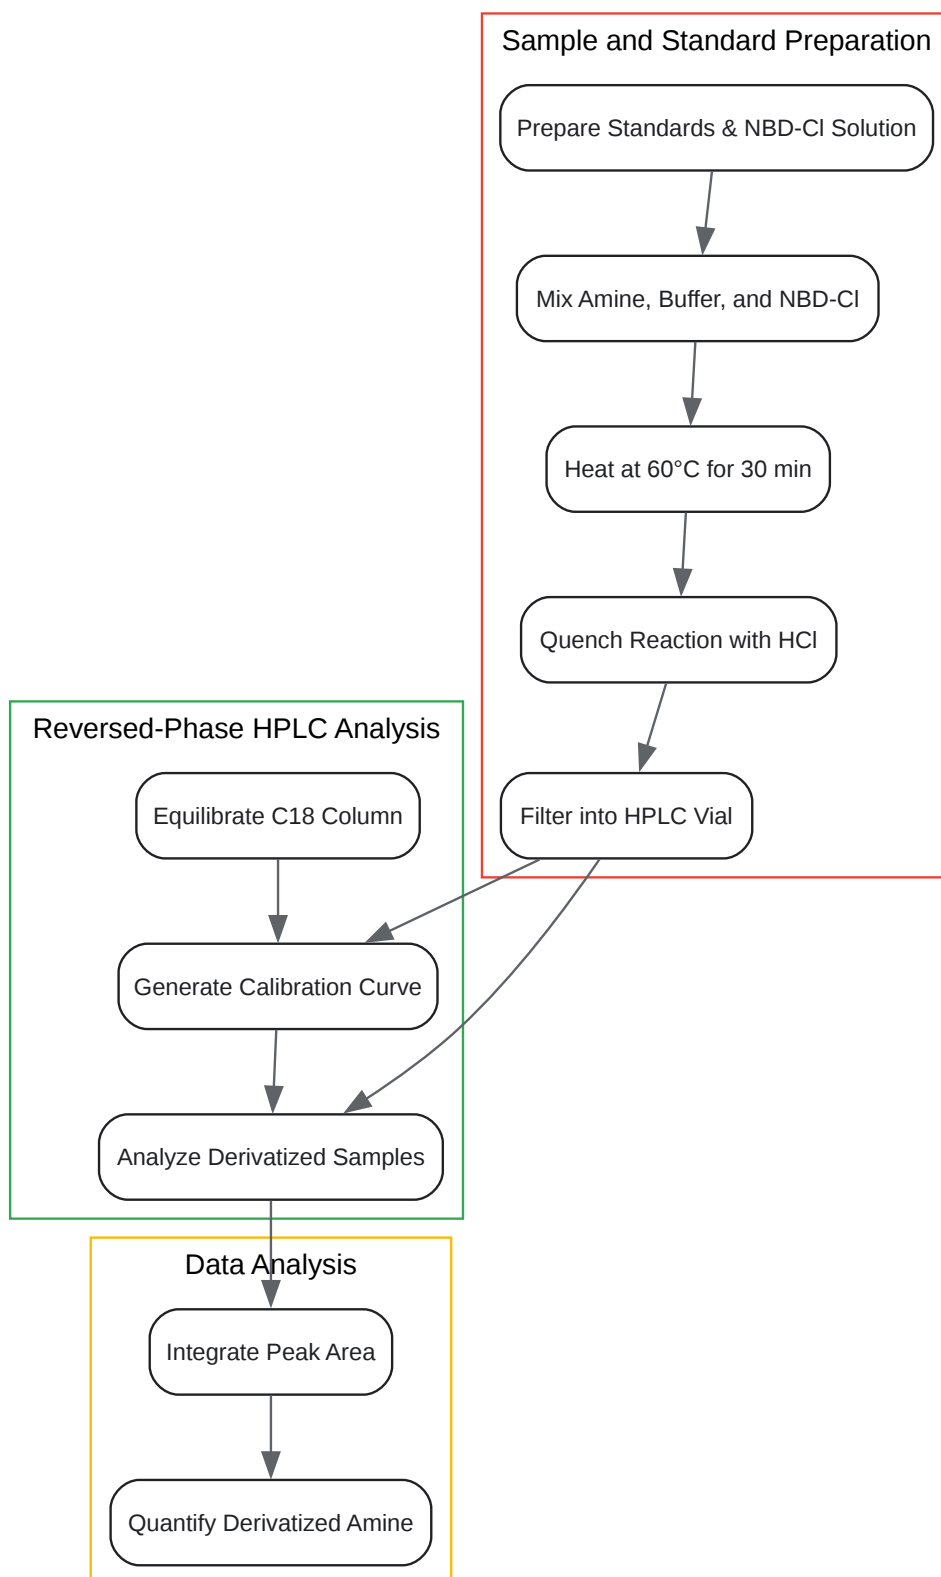 Sample and Standard Preparation
Prepare Standards & NBD-Cl Solution
Mix Amine, Buffer, and NBD-Cl
Heat at 60°C for 30 min
Quench Reaction with HCl
Filter into HPLC Vial
Reversed-Phase HPLC Analysis
Equilibrate C18 Column
Generate Calibration Curve
Analyze Derivatized Samples
Data Analysis
Integrate Peak Area
Quantify Derivatized Amine